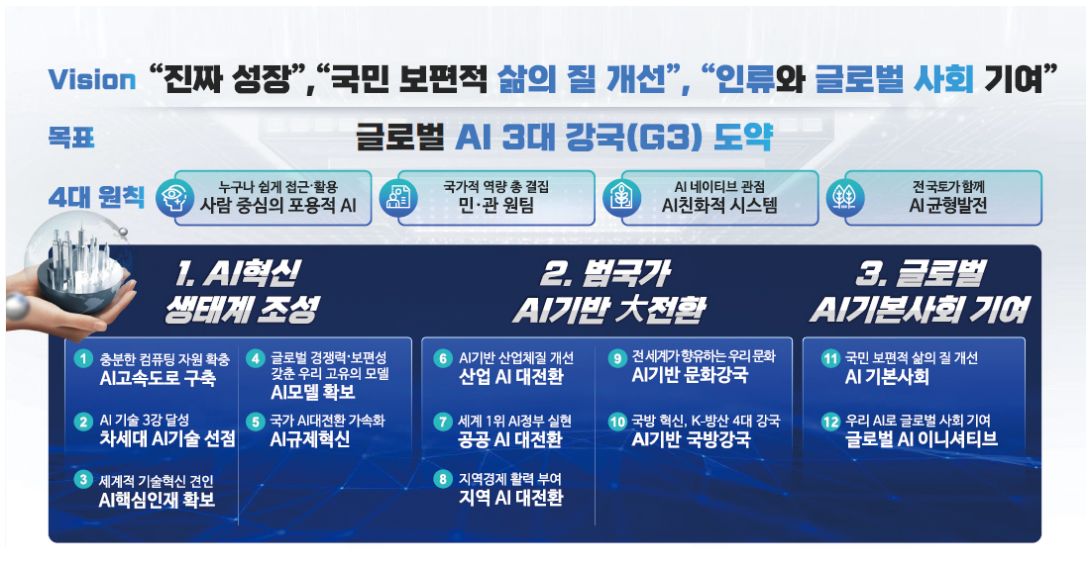 Vision “진짜 성장”,“국민 보편적 삶의 질 개선”, “인류와 글로벌 사회 기여”
목표 글로벌 AI 3대 강국(G3) 도약
4대 원칙
누구나 쉽게 접근·활용
사람 중심의 포용적 AI
국가적 역량 총 결집
민·관 원팀
AI 네이티브 관점
AI친화적 시스템
전 국토가 함께
AI 균형발전
1. AI혁신
생태계 조성
1 충분한 컴퓨팅 자원 확충
AI고속도로 구축
2 AI 기술 3강 달성
차세대 AI기술 선점
3 세계적 기술혁신 견인
AI핵심인재 확보
4 글로벌 경쟁력·보편성
갖춘 우리 고유의 모델
AI모델 확보
5 국가 AI대전환 가속화
AI규제혁신
2. 범국가
AI기반 大전환
6 AI기반 산업체질 개선
산업 AI 대전환
7 세계 1위 AI정부 실현
공공 AI 대전환
8 지역경제 활력 부여
지역 AI 대전환
9 전 세계가 향유하는 우리 문화
AI기반 문화강국
10 국방 혁신, K-방산 4대 강국
AI기반 국방강국
3. 글로벌
AI기본사회 기여
11 국민 보편적 삶의 질 개선
AI 기본사회
12 우리 AI로 글로벌 사회 기여
글로벌 AI 이니셔티브